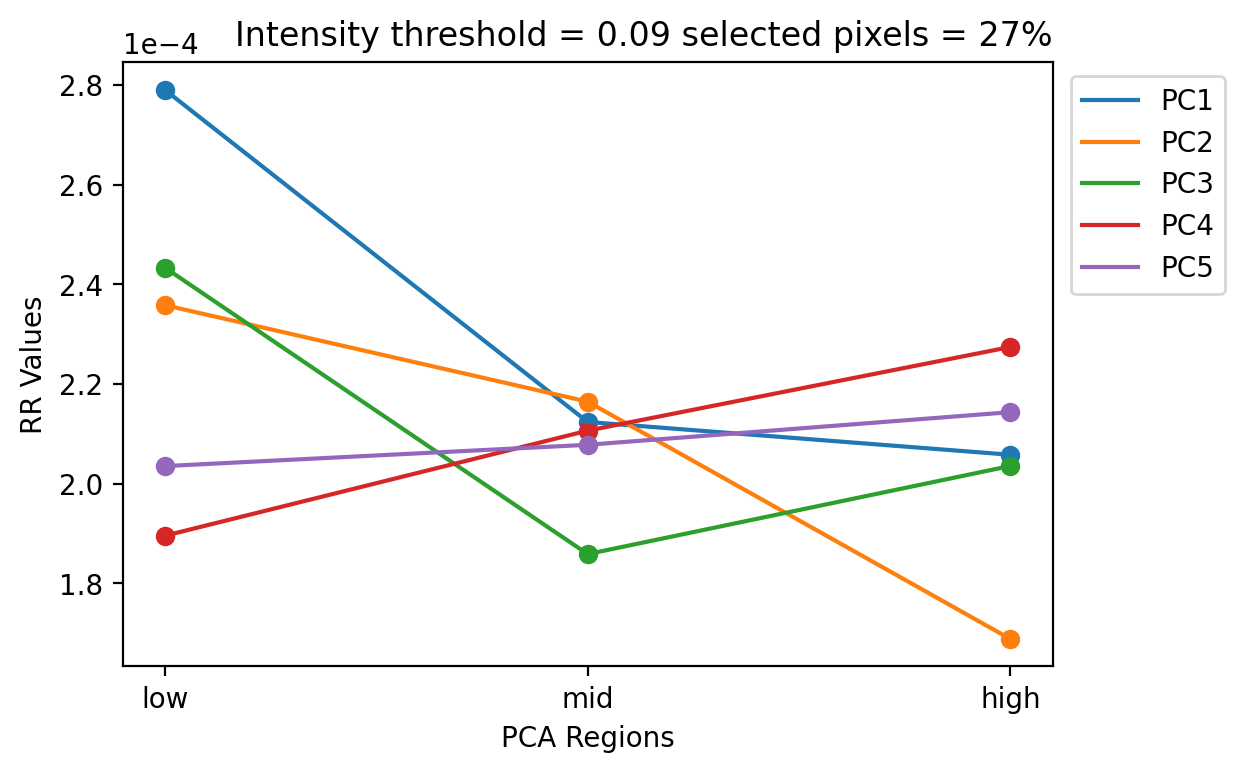 Intensity threshold = 0.09 selected pixels = 27%
1e−4
2.8
2.6
2.4
2.2
2.0
1.8
RR Values
low
mid
high
PCA Regions
PC1
PC2
PC3
PC4
PC5